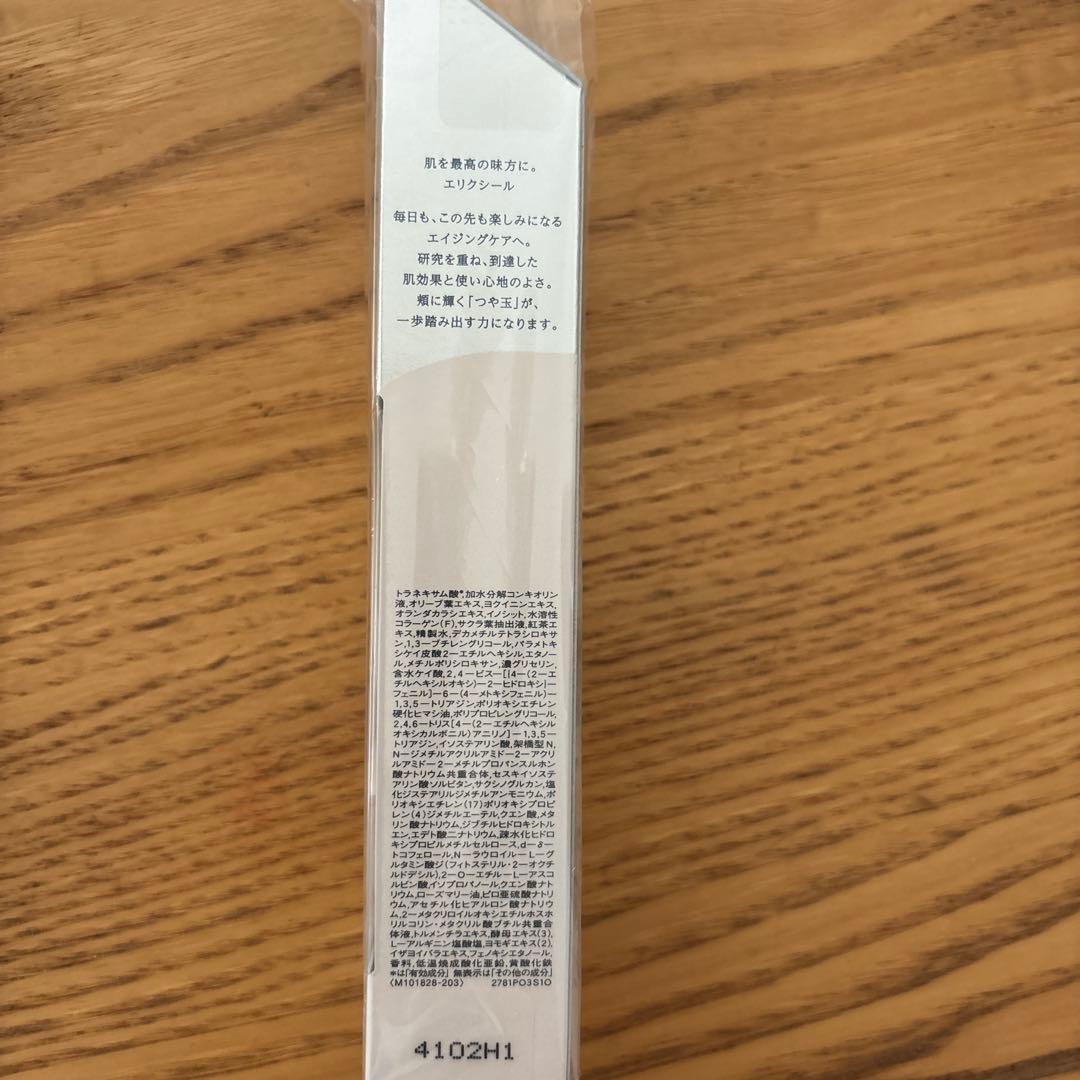 肌を最高の味方に。
エリクシール
毎日も、この先も楽しみになる
エイジングケアへ。
研究を重ね、到達した
肌効果と使い心地のよさ。
頬に輝く「つや玉」が、
一歩踏み出す力になります。
トラネキサム酸*,加水分解コンキオリン
液,オリーブ葉エキス,ヨクイニンエキス,
オランダカラシエキス,イノシット,水溶性
コラーゲン(F),サクラ葉抽出液,紅茶エ
キス,精製水,デカメチルテトラシロキサ
ン,1,3－ブチレングリコール,パラメトキ
シケイ皮酸2－エチルヘキシル,エタノー
ル,メチルポリシロキサン,濃グリセリン,
含水ケイ酸,2,4－ビス－[{4－(2－エ
チルヘキシルオキシ)－2－ヒドロキシ}－
フェニル]－6－(4－メトキシフェニル)－
1,3,5－トリアジン,ポリオキシエチレン
硬化ヒマシ油,ポリプロピレングリコール,
2,4,6－トリス[4－(2－エチルヘキシル
オキシカルボニル)アニリノ]－1,3,5－
トリアジン,イソステアリン酸,架橋型N,
N－ジメチルアクリルアミド－2－アクリ
ルアミド－2－メチルプロパンスルホン
酸ナトリウム共重合体,セスキイソステ
アリン酸ソルビタン,サクシノグルカン,塩
化ジステアリルジメチルアンモニウム,ポ
リオキシエチレン(17)ポリオキシプロピ
レン(4)ジメチルエーテル,クエン酸,メタ
リン酸ナトリウム,ジブチルヒドロキシトル
エン,エデト酸二ナトリウム,疎水化ヒドロ
キシプロピルメチルセルロース,d－δ－
トコフェロール,N－ラウロイル－L－グ
ルタミン酸ジ(フィトステリル・2－オクチ
ルドデシル),2－O－エチル－L－アスコ
ルビン酸,イソプロパノール,クエン酸ナト
リウム,ローズマリー油,ピロ亜硫酸ナトリ
ウム,アセチル化ヒアルロン酸ナトリウ
ム,2－メタクリロイルオキシエチルホスホ
リルコリン・メタクリル酸ブチル共重合
体液,トルメンチラエキス,酵母エキス(3),
L－アルギニン塩酸塩,ヨモギエキス(2),
イザヨイバラエキス,フェノキシエタノール,
香料,低温焼成酸化亜鉛,黄酸化鉄
*は「有効成分」 無表示は「その他の成分」
〈M101828-203〉 2781PO3S10
4102H1